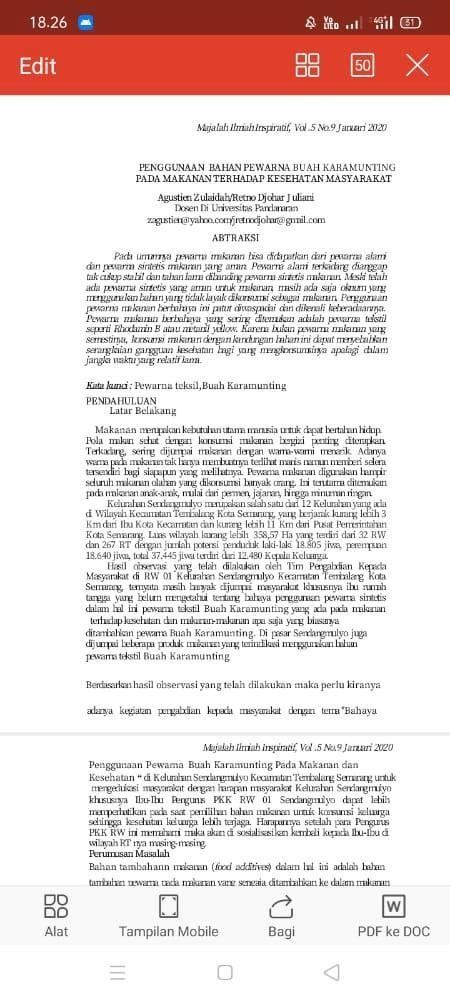 18.26
4G+
31
Edit
50
Majalah Ilmiah Inspiratif, Vol .5 No.9 Januari 2020
PENGGUNAAN BAHAN PEWARNA BUAH KARAMUNTING
PADA MAKANAN TERHADAP KESEHATAN MASYARAKAT
Agustien Zulaidah/Retno Djohar Juliani
Dosen Di Universitas Pandanaran
zagustien@yahoo.com/jretnodjohar@gmail.com
ABTRAKSI
Pada umumnya pewarna makanan bisa didapatkan dari pewarna alami
dan pewarna sintetis makanan yang aman. Pewarna alami terkadang dianggap
tak cukup stabil dan tahan lama dibanding pewarna sintetis makanan. Meski telah
ada pewarna sintetis yang aman untuk makanan, masih ada saja oknum yang
menggunakan bahan yang tidak layak dikonsumsi sebagai makanan. Penggunaan
pewarna makanan berbahaya ini patut diwaspadai dan dikenali keberadaannya.
Pewarna makanan berbahaya yang sering ditemukan adalah pewarna tekstil
seperti Rhodamin B atau metanil yellow. Karena bukan pewarna makanan yang
semestinya, konsumsi makanan dengan kandungan bahan ini dapat menyebabkan
serangkaian gangguan kesehatan bagi yang mengkonsumsinya apalagi dalam
jangka waktu yang relatif lama.
Kata kunci : Pewarna teksil,Buah Karamunting
PENDAHULUAN
Latar Belakang
Makanan merupakan kebutuhan utama manusia untuk dapat bertahan hidup.
Pola makan sehat dengan konsumsi makanan bergizi penting diterapkan.
Terkadang, sering dijumpai makanan dengan warna-warni menarik. Adanya
warna pada makanan tak hanya membuatnya terlihat manis namun memberi selera
tersendiri bagi siapapun yang melihatnya. Pewarna makanan digunakan hampir
seluruh makanan olahan yang dikonsumsi banyak orang. Ini terutama ditemukan
pada makanan anak-anak, mulai dari permen, jajanan, hingga minuman ringan.
Kelurahan Sendangmulyo merupakan salah satu dari 12 Kelurahan yang ada
di Wilayah Kecamatan Tembalang Kota Semarang, yang berjarak kurang lebih 3
Km dari Ibu Kota Kecamatan dan kurang lebih 11 Km dari Pusat Pemerintahan
Kota Semarang. Luas wilayah kurang lebih 358,57 Ha yang terdiri dari 32 RW
dan 267 RT dengan jumlah potensi penduduk laki-laki 18.805 jiwa, perempuan
18.640 jiwa, total 37.445 jiwa terdiri dari 12.480 Kepala Keluarga.
Hasil observasi yang telah dilakukan oleh Tim Pengabdian Kepada
Masyarakat di RW 01 Kelurahan Sendangmulyo Kecamatan Tembalang Kota
Semarang, ternyata masih banyak dijumpai masyarakat khususnya ibu rumah
tangga yang belum mengetahui tentang bahaya penggunaan pewarna sintetis
dalam hal ini pewarna tekstil Buah Karamunting yang ada pada makanan
terhadap kesehatan dan makanan-makanan apa saja yang biasanya
ditambahkan pewarna Buah Karamunting. Di pasar Sendangmulyo juga
dijumpai beberapa produk makanan yang terindikasi menggunakan bahan
pewarna tekstil Buah Karamunting
Berdasarkan hasil observasi yang telah dilakukan maka perlu kiranya
adanya kegiatan pengabdian kepada masyarakat dengan tema "Bahaya
Majalah Ilmiah Inspiratif, Vol .5 No.9 Januari 2020
Penggunaan Pewarna Buah Karamunting Pada Makanan dan
Kesehatan " di Kelurahan Sendangmulyo Kecamatan Tembalang Semarang untuk
mengedukasi masyarakat dengan harapan masyarakat Kelurahan Sendangmulyo
khususnya Ibu-Ibu Pengurus PKK RW 01 Sendangmulyo dapat lebih
memperhatikan pada saat pemilihan bahan makanan untuk konsumsi keluarga
sehingga kesehatan keluarga lebih terjaga. Harapannya setelah para Pengurus
PKK RW ini memahami maka akan di sosialisasikan kembali kepada Ibu-Ibu di
wilayah RT nya masing-masing.
Perumusan Masalah
Bahan tambahann makanan (food additives) dalam hal ini adalah bahan
tambahan pewarna pada makanan yang sengaja ditambahkan ke dalam makanan
Alat
Tampilan Mobile
Bagi
W
PDF ke DOC